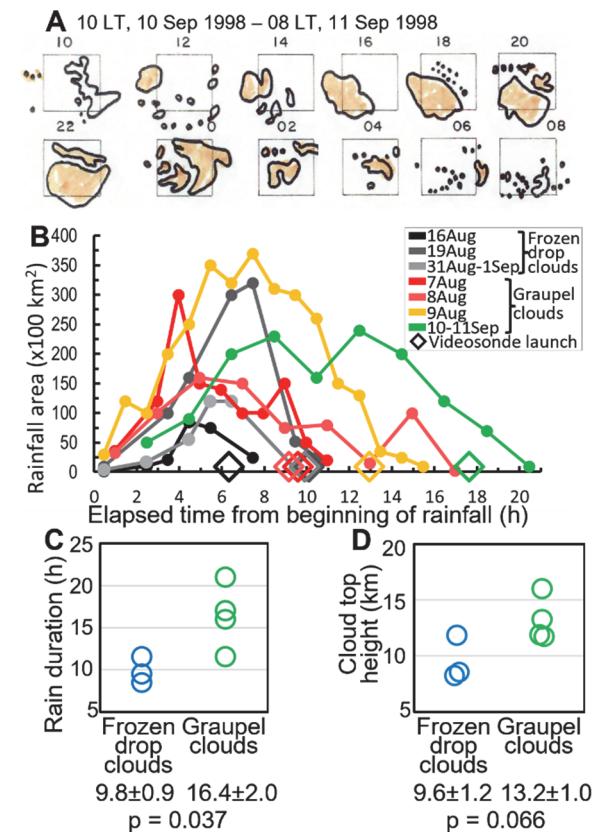 A 10 LT, 10 Sep 1998 – 08 LT, 11 Sep 1998
10 12 14 16 18 20
22 0 02 04 06 08
B
Rainfall area (x100 km²)
400
350
300
250
200
150
100
50
0
16Aug
19Aug
31Aug-1Sep
Frozen
drop
clouds
7Aug
8Aug
9Aug
10-11Sep
Graupel
clouds
Videosonde launch
0 2 4 6 8 10 12 14 16 18 20
Elapsed time from beginning of rainfall (h)
C
Rain duration (h)
25
20
15
10
5
Frozen
drop
clouds
Graupel
clouds
9.8±0.9 16.4±2.0
p = 0.037
D
Cloud top
height (km)
20
15
10
5
Frozen
drop
clouds
Graupel
clouds
9.6±1.2 13.2±1.0
p = 0.066